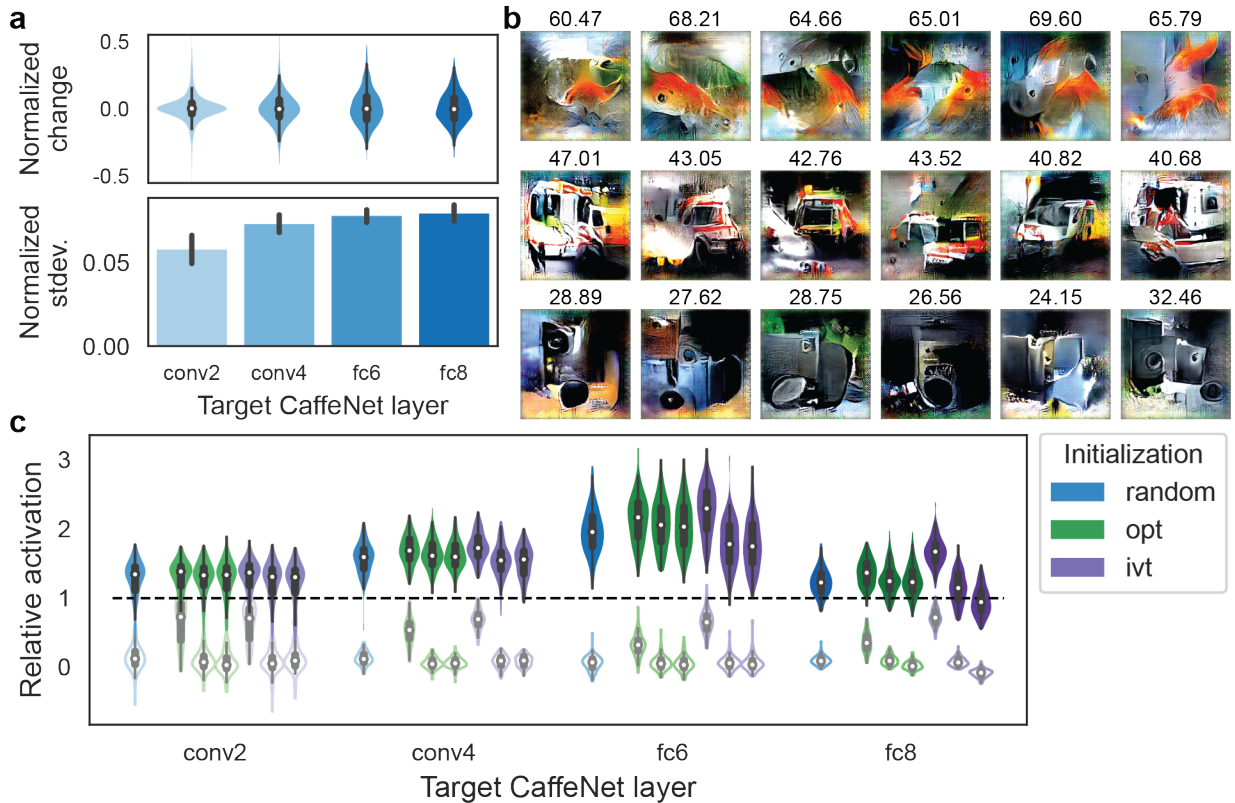 a
Normalized
change
0.5
0.0
-0.5
Normalized
stdev.
0.05
0.00
conv2 conv4 fc6 fc8
Target CaffeNet layer
b
60.47 68.21 64.66 65.01 69.60 65.79
47.01 43.05 42.76 43.52 40.82 40.68
28.89 27.62 28.75 26.56 24.15 32.46
c
Relative activation
3
2
1
0
conv2 conv4 fc6 fc8
Target CaffeNet layer
Initialization
random
opt
ivt